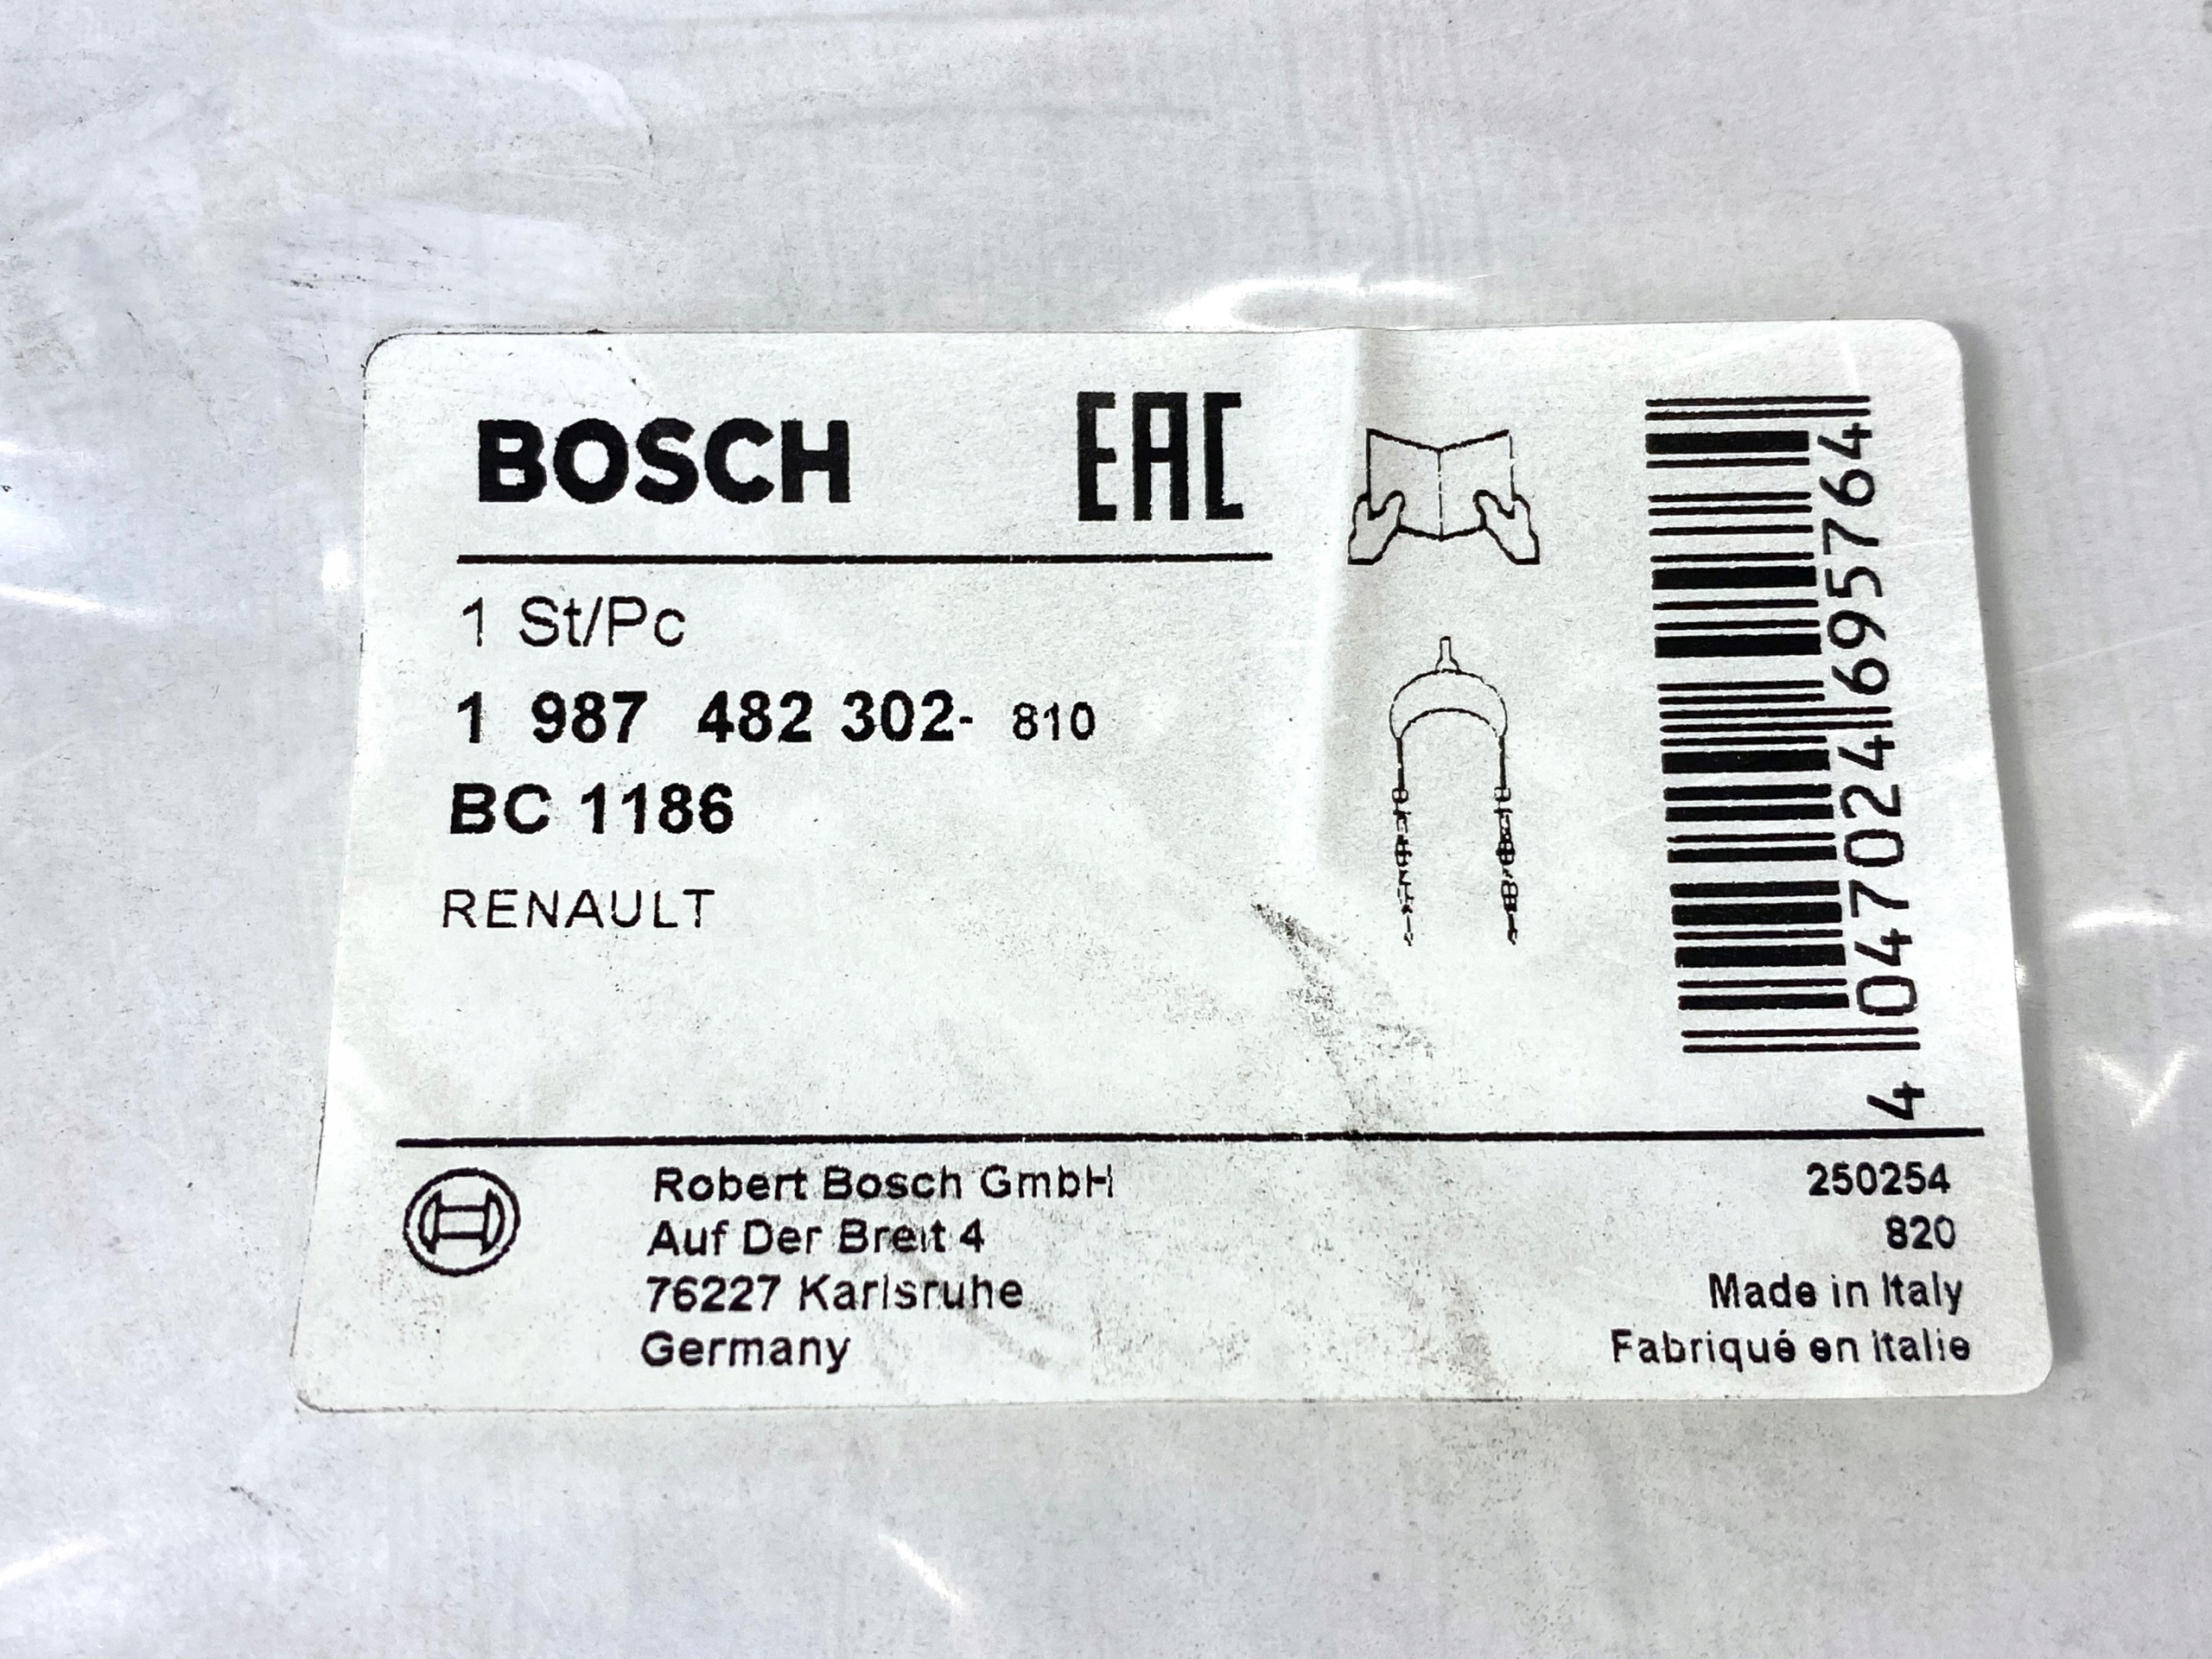 BOSCH EAC
1 St/Pc
1 987 482 302- 810
BC 1186
RENAULT
4 047024 695764
Robert Bosch GmbH
Auf Der Breit 4
76227 Karlsruhe
Germany
250254
820
Made in Italy
Fabriqué en Italie